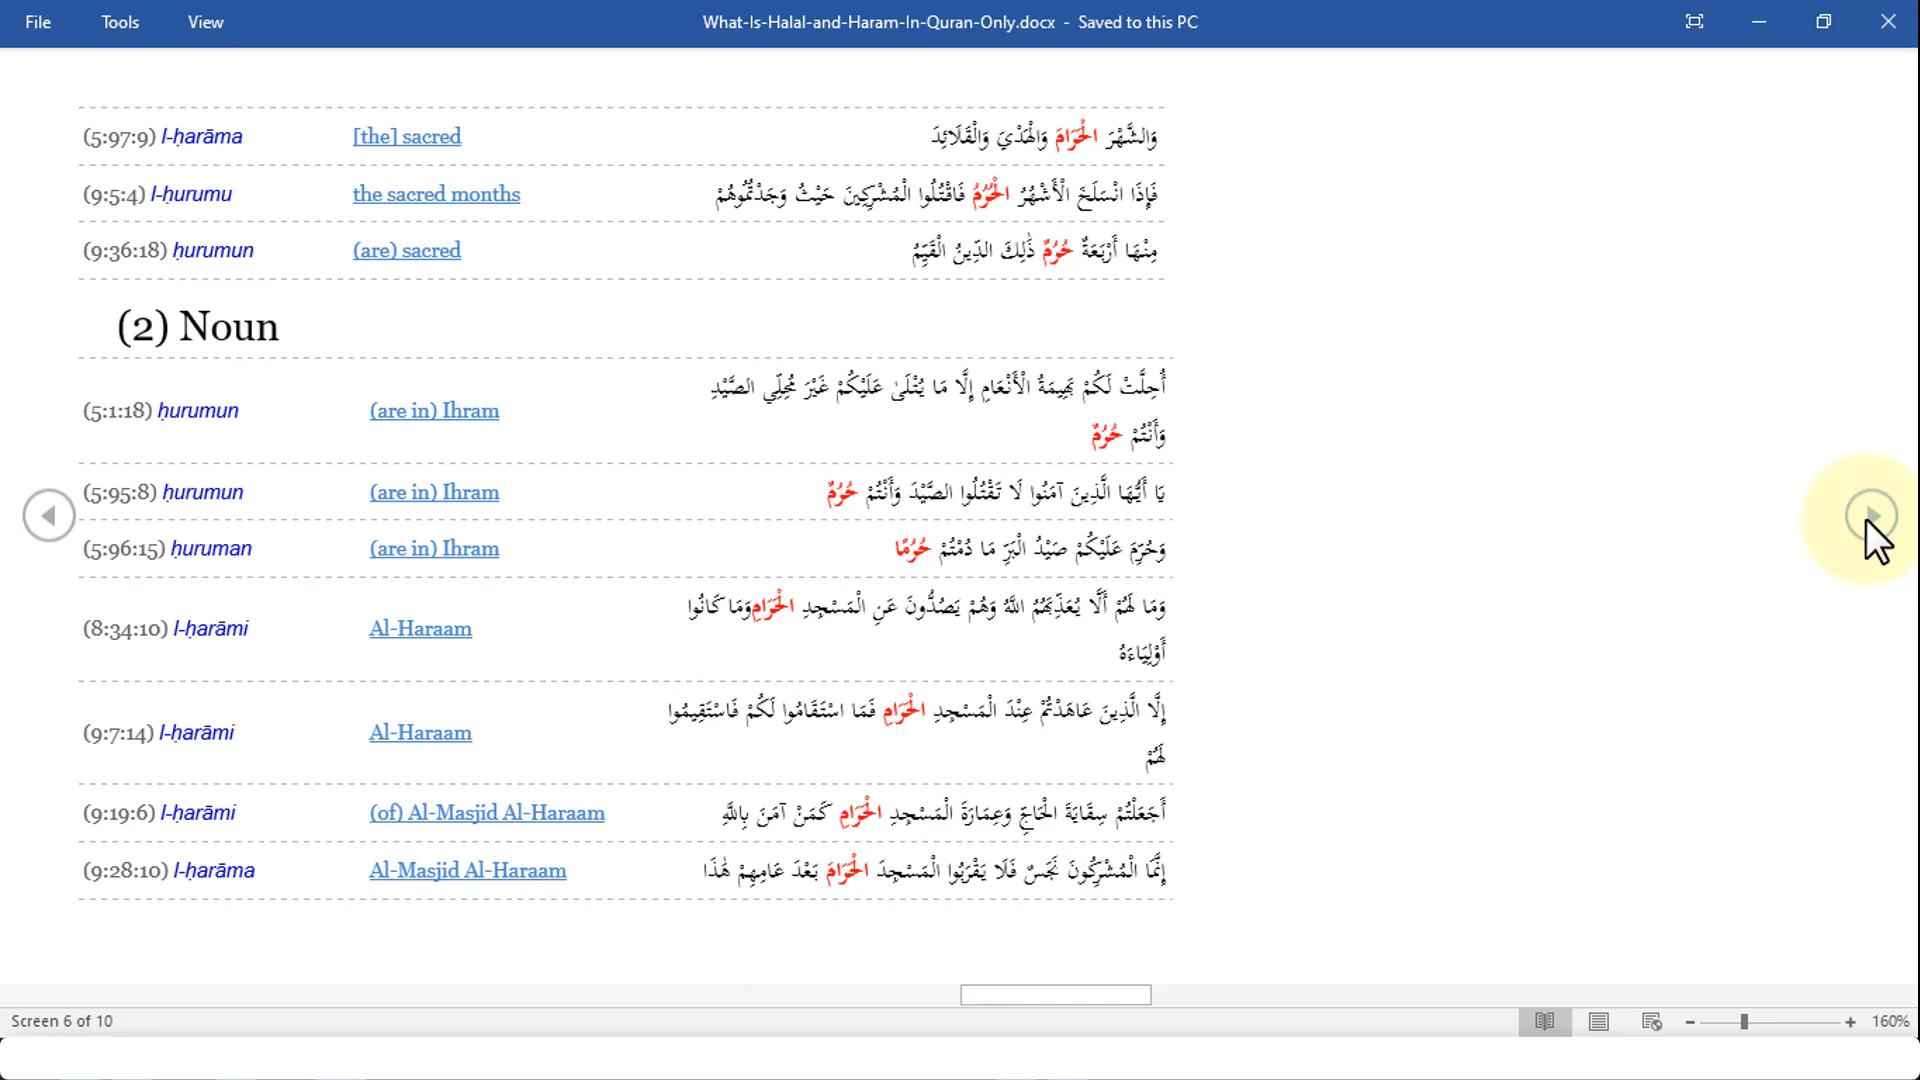 File Tools View What-Is-Halal-and-Haram-In-Quran-Only.docx - Saved to this PC
(5:97:9) l-ḥarāma [the] sacred وَالشَّهْرَ الْحَرَامَ وَالْهَدْيَ وَالْقَلَائِدَ
(9:5:4) l-ḥurumu the sacred months فَإِذَا انْسَلَخَ الْأَشْهُرُ الْحُرُمُ فَاقْتُلُوا الْمُشْرِكِينَ حَيْثُ وَجَدْتُمُوهُمْ
(9:36:18) ḥurumun (are) sacred مِنْهَا أَرْبَعَةٌ حُرُمٌ ذَٰلِكَ الدِّينُ الْقَيِّمُ
(2) Noun
(5:1:18) ḥurumun (are in) Ihram أُحِلَّتْ لَكُمْ بَهِيمَةُ الْأَنْعَامِ إِلَّا مَا يُتْلَىٰ عَلَيْكُمْ غَيْرَ مُحِلِّي الصَّيْدِ
وَأَنْتُمْ حُرُمٌ
(5:95:8) ḥurumun (are in) Ihram يَا أَيُّهَا الَّذِينَ آمَنُوا لَا تَقْتُلُوا الصَّيْدَ وَأَنْتُمْ حُرُمٌ
(5:96:15) ḥuruman (are in) Ihram وَحُرِّمَ عَلَيْكُمْ صَيْدُ الْبَرِّ مَا دُمْتُمْ حُرُمًا
(8:34:10) l-ḥarāmi Al-Haraam وَمَا لَهُمْ أَلَّا يُعَذِّبَهُمُ اللَّهُ وَهُمْ يَصُدُّونَ عَنِ الْمَسْجِدِ الْحَرَامِ وَمَا كَانُوا
أَوْلِيَاءَهُ
(9:7:14) l-ḥarāmi Al-Haraam إِلَّا الَّذِينَ عَاهَدْتُمْ عِنْدَ الْمَسْجِدِ الْحَرَامِ فَمَا اسْتَقَامُوا لَكُمْ فَاسْتَقِيمُوا
لَهُمْ
(9:19:6) l-ḥarāmi (of) Al-Masjid Al-Haraam أَجَعَلْتُمْ سِقَايَةَ الْحَاجِّ وَعِمَارَةَ الْمَسْجِدِ الْحَرَامِ كَمَنْ آمَنَ بِاللَّهِ
(9:28:10) l-ḥarāma Al-Masjid Al-Haraam إِنَّمَا الْمُشْرِكُونَ نَجَسٌ فَلَا يَقْرَبُوا الْمَسْجِدَ الْحَرَامَ بَعْدَ عَامِهِمْ هَٰذَا
Screen 6 of 10 160%